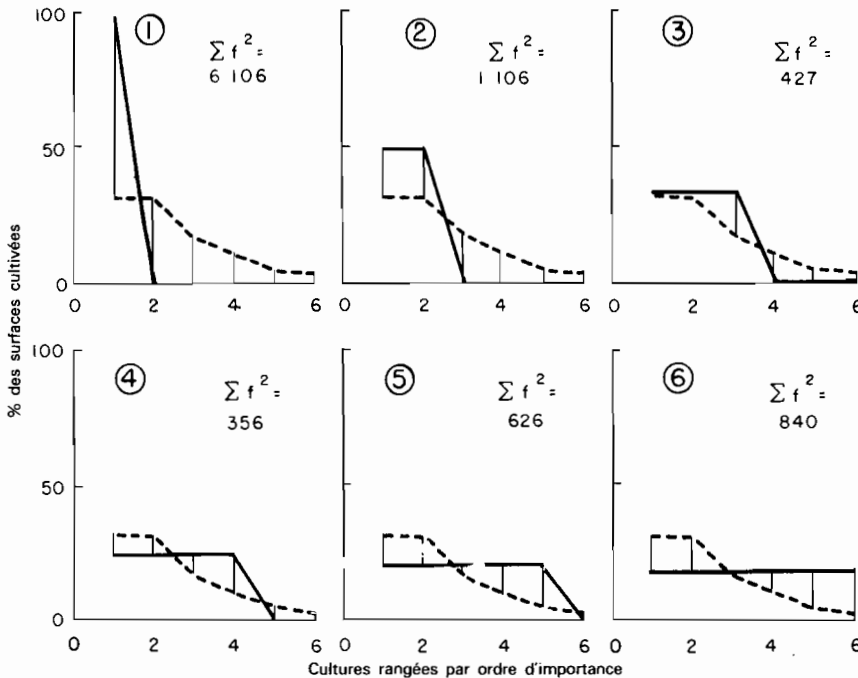 100
①
∑ f² =
6 106
②
∑ f² =
1 106
③
∑ f² =
427
50
0
0 2 4 6
0 2 4 6
0 2 4 6
% des surfaces cultivées
100
④
∑ f² =
356
⑤
∑ f² =
626
⑥
∑ f² =
840
50
0
0 2 4 6
0 2 4 6
0 2 4 6
Cultures rangées par ordre d'importance